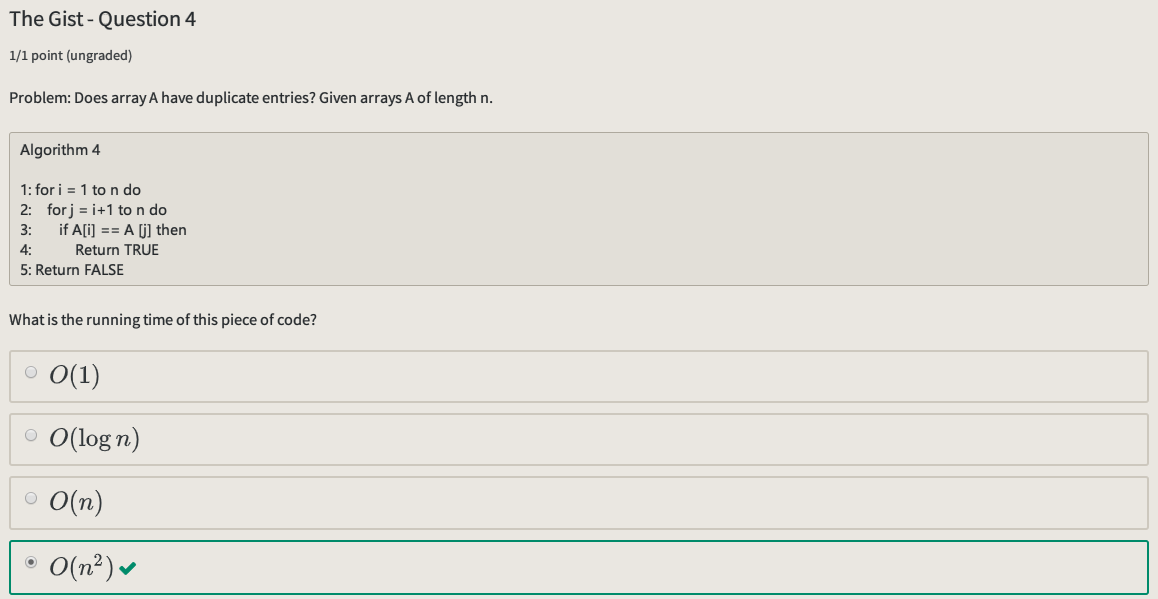 The Gist - Question 4
1/1 point (ungraded)
Problem: Does array A have duplicate entries? Given arrays A of length n.
Algorithm 4
1: for i = 1 to n do
2: for j = i+1 to n do
3: if A[i] == A [j] then
4: Return TRUE
5: Return FALSE
What is the running time of this piece of code?
O(1)
O(log n)
O(n)
O(n²)